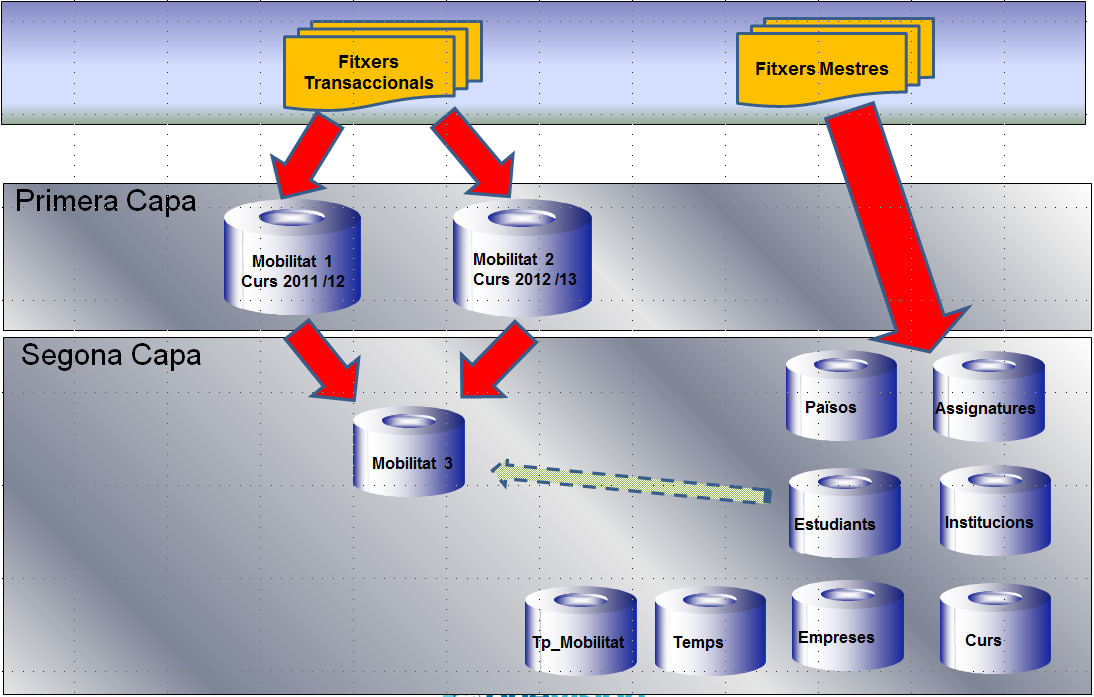 Fitxers
Transaccionals
Fitxers Mestres
Primera Capa
Mobilitat 1
Curs 2011 /12
Mobilitat 2
Curs 2012 /13
Segona Capa
Països
Assignatures
Mobilitat 3
Estudiants
Institucions
Tp_Mobilitat
Temps
Empreses
Curs